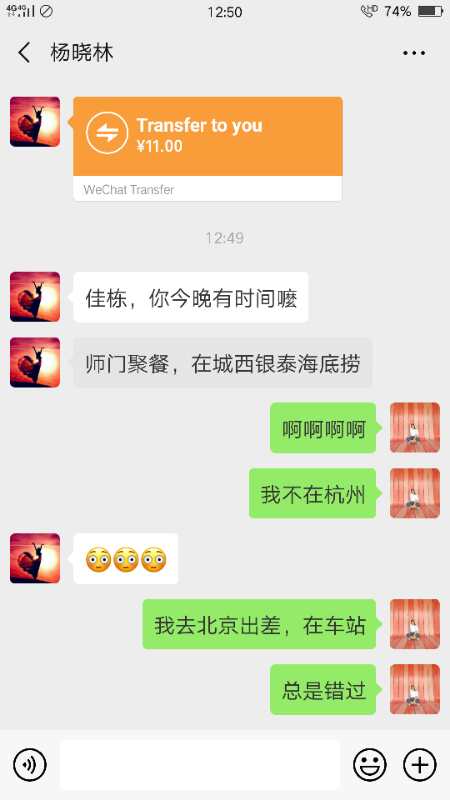 4G 4G
12:50
HD
74%
杨晓林
Transfer to you
¥11.00
WeChat Transfer
12:49
佳栋，你今晚有时间嚒
师门聚餐，在城西银泰海底捞
啊啊啊啊
我不在杭州
😳😳😳
我去北京出差，在车站
总是错过